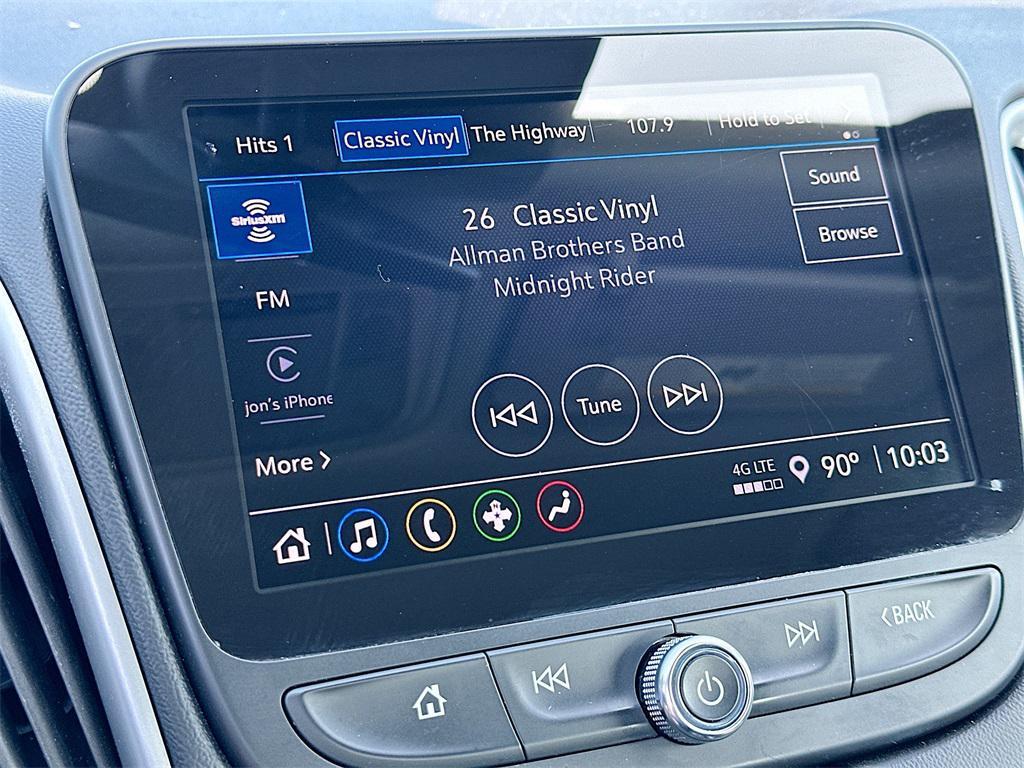 Hits 1
Classic Vinyl
The Highway
107.9
Hold to Set
SiriusXM
Sound
26 Classic Vinyl
Browse
Allman Brothers Band
Midnight Rider
FM
jon's iPhone
Tune
More >
4G LTE
90°
10:03
< BACK